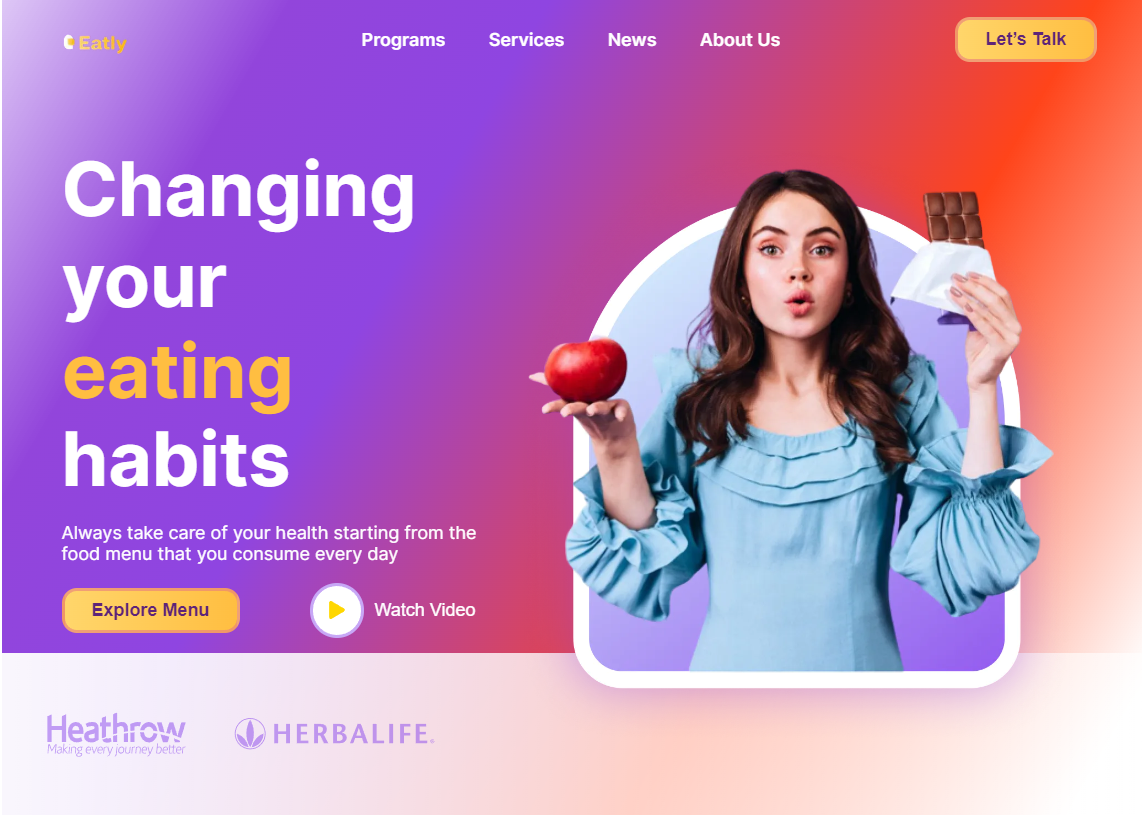 Eatly
Programs Services News About Us
Let’s Talk
Changing
your
eating
habits
Always take care of your health starting from the
food menu that you consume every day
Explore Menu
Watch Video
Heathrow
Making every journey better
HERBALIFE®